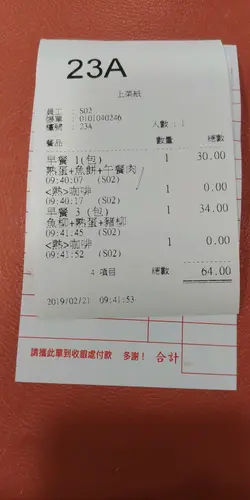 23A
上菜紙
員工 : S02
賬單 : 0101040246
檯號 : 23A
人數 : 1
餐品 數量 總數
早餐 1(包) 1 30.00
熟蛋+魚餅+午餐肉
09:40:07 (S02)
<熱>咖啡 1 0.00
09:40:17 (S02)
早餐 3 (包) 1 34.00
魚柳+熟蛋+豬柳
09:41:45 (S02)
<熱>咖啡 1 0.00
09:41:52 (S02)
4 項目 總數 64.00
2019/02/21 09:41:53
請攜此單到收銀處付款 多謝! 合計